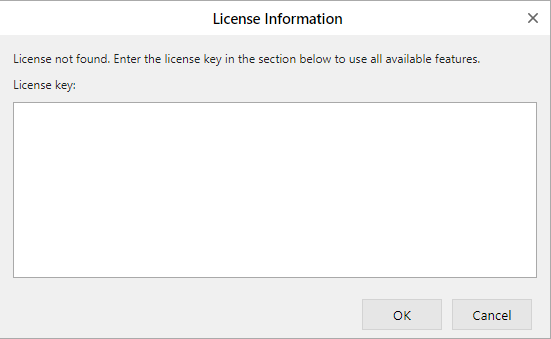 License Information
License not found. Enter the license key in the section below to use all available features.
License key:
OK Cancel